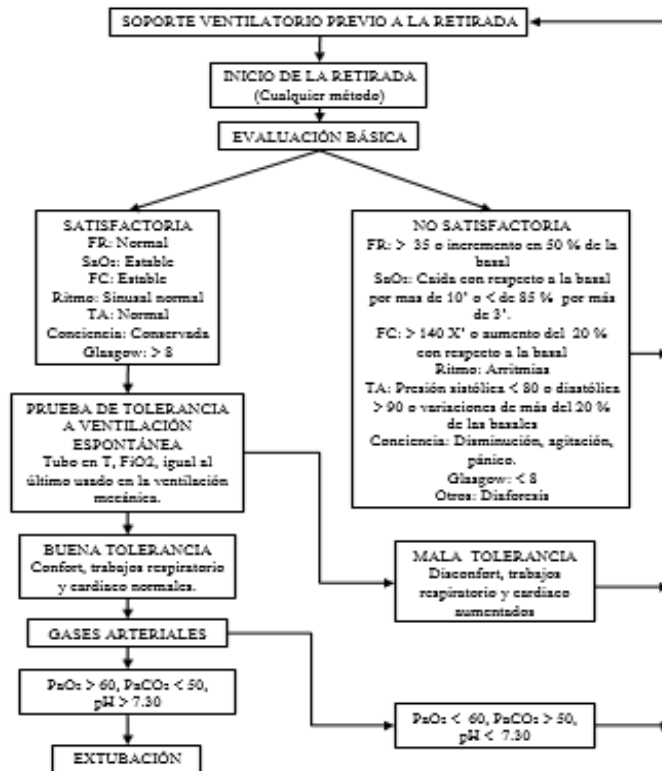 SOPORTE VENTILATORIO PREVIO A LA RETIRADA
INICIO DE LA RETIRADA
(Cualquier método)
EVALUACIÓN BÁSICA
SATISFACTORIA
FR: Normal
SaO₂: Estable
FC: Estable
Ritmo: Sinusal normal
TA: Normal
Conciencia: Conservada
Glasgow: > 8
NO SATISFACTORIA
FR: > 35 o incremento en 50 % de la
basal
SaO₂: Caída con respecto a la basal
por mas de 10' o < de 85 % por más
de 3'.
FC: > 140 X' o aumento del 20 %
con respecto a la basal
Ritmo: Arritmias
TA: Presión sistólica < 80 o diastólica
> 90 o variaciones de más del 20 %
de las basales
Conciencia: Disminución, agitación,
pánico.
Glasgow: < 8
Otros: Diaforesis
PRUEBA DE TOLERANCIA
A VENTILACIÓN
ESPONTÁNEA
Tubo en T, FiO2, igual al
último usado en la ventilación
mecánica.
BUENA TOLERANCIA
Confort, trabajos respiratorio
y cardiaco normales.
MALA TOLERANCIA
Disconfort, trabajos
respiratorio y cardiaco
aumentados
GASES ARTERIALES
PaO₂ > 60, PaCO₂ < 50,
pH > 7.30
PaO₂ < 60, PaCO₂ > 50,
pH < 7.30
EXTUBACIÓN